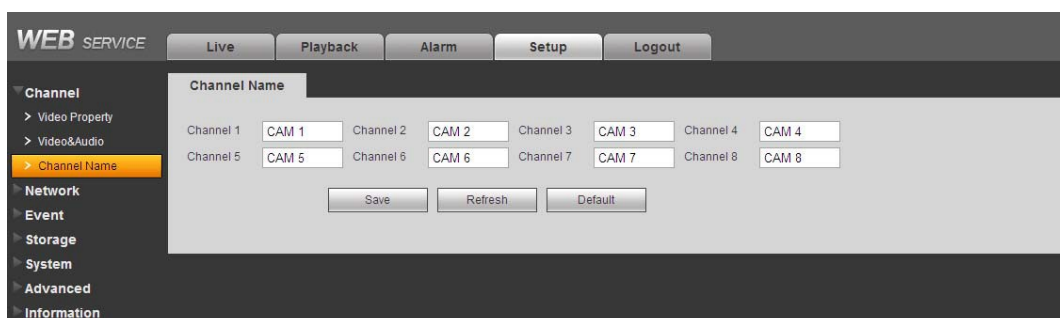 WEB SERVICE
Live Playback Alarm Setup Logout
Channel
> Video Property
> Video&Audio
> Channel Name
Network
Event
Storage
System
Advanced
Information
Channel Name
Channel 1 CAM 1 Channel 2 CAM 2 Channel 3 CAM 3 Channel 4 CAM 4
Channel 5 CAM 5 Channel 6 CAM 6 Channel 7 CAM 7 Channel 8 CAM 8
Save Refresh Default